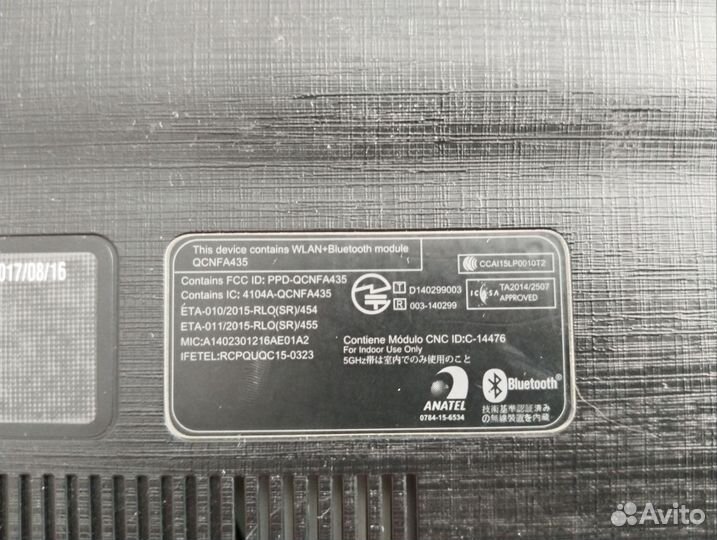 017/08/16
This device contains WLAN+Bluetooth module
QCNFA435
CCAI15LP0010T2
Contains FCC ID: PPD-QCNFA435
Contains IC: 4104A-QCNFA435
ETA-010/2015-RLO(SR)/454
ETA-011/2015-RLO(SR)/455
MIC:A1402301216AE01A2
IFETEL:RCPQUQC15-0323
T D140299003
R 003-140299
ICASA TA2014/2507
APPROVED
Contiene Módulo CNC ID:C-14476
For Indoor Use Only
5GHz帯は室内でのみ使用のこと
ANATEL
0784-15-6534
Bluetooth®
技術基準認証済み
の無線装置を内蔵
Avito